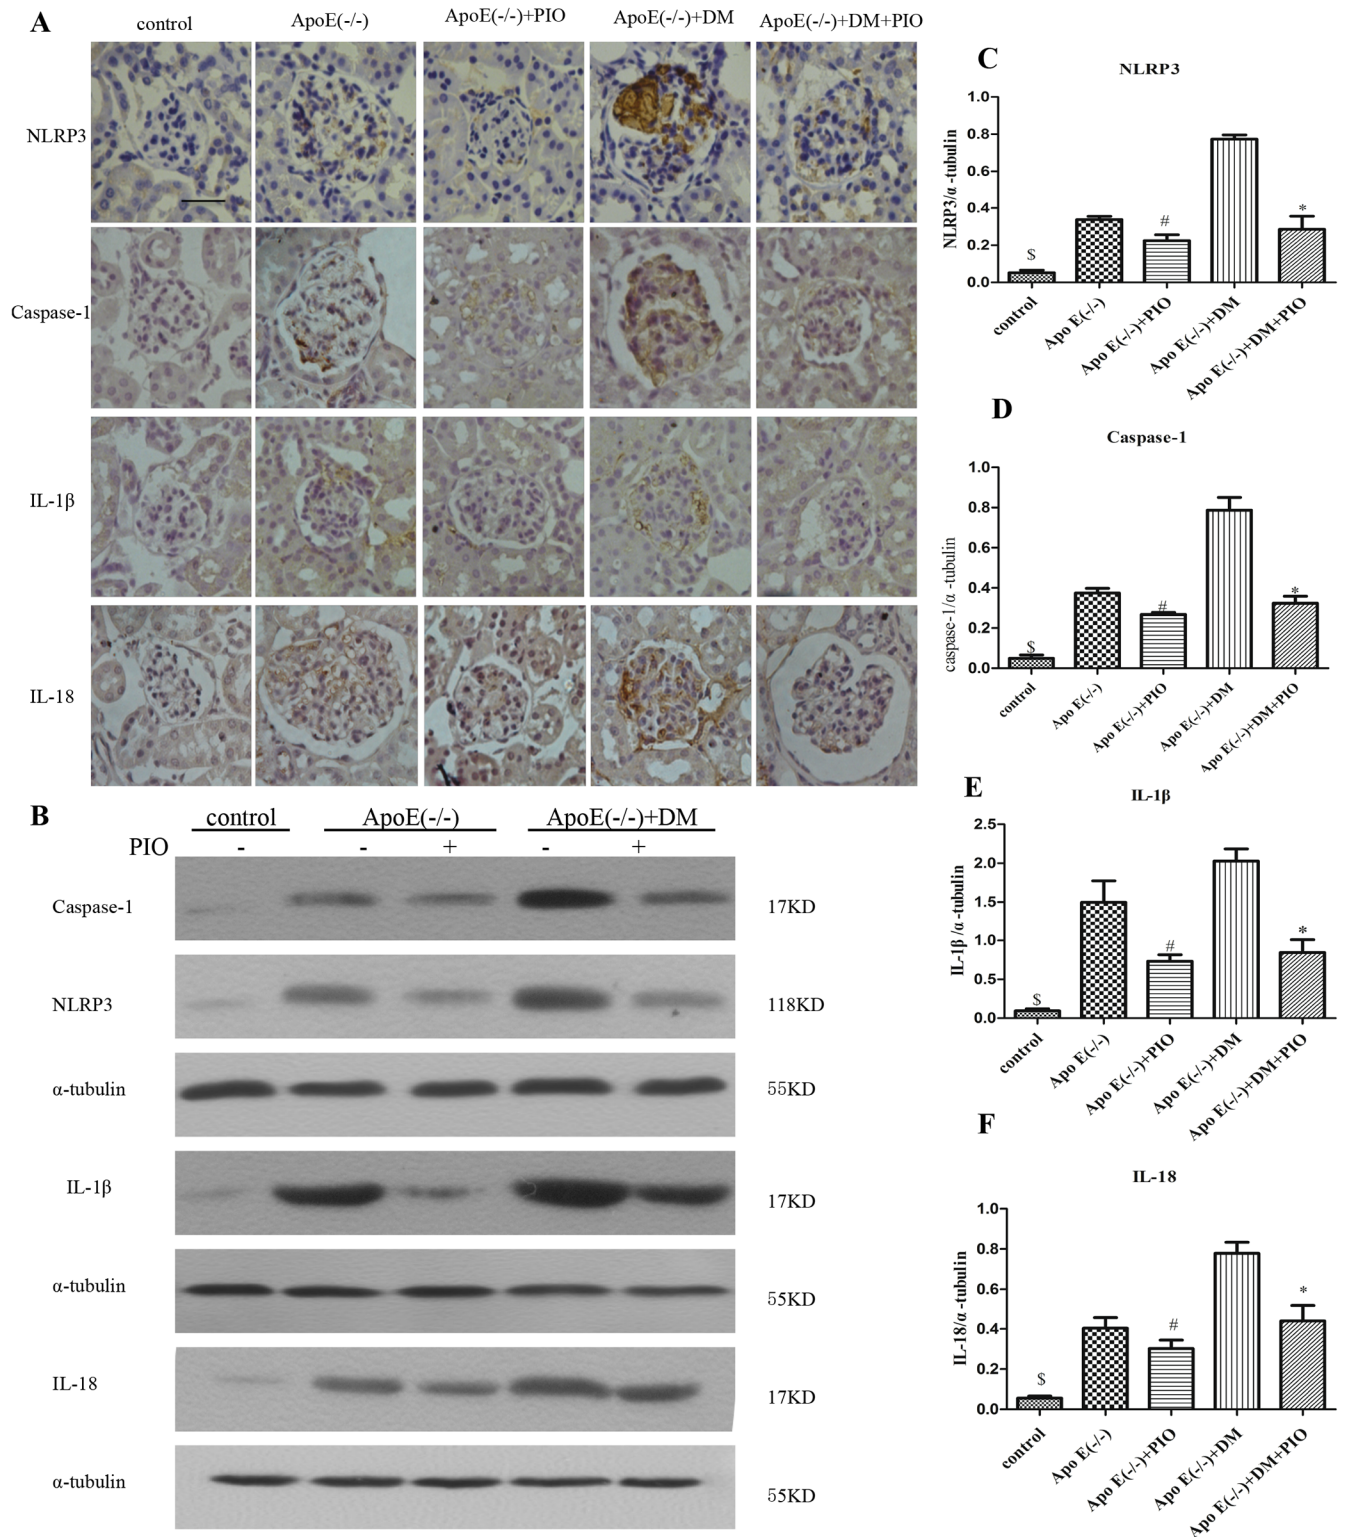 A
control ApoE(-/-) ApoE(-/-)+PIO ApoE(-/-)+DM ApoE(-/-)+DM+PIO
NLRP3
Caspase-1
IL-1β
IL-18
B
control ApoE(-/-) ApoE(-/-)+DM
PIO - - + - +
Caspase-1 17KD
NLRP3 118KD
α-tubulin 55KD
IL-1β 17KD
α-tubulin 55KD
IL-18 17KD
α-tubulin 55KD
C
NLRP3
NLRP3/α-tubulin
1.0
0.8
0.6
0.4
0.2
0.0
$ # *
control Apo E(-/-) Apo E(-/-)+PIO Apo E(-/-)+DM Apo E(-/-)+DM+PIO
D
Caspase-1
caspase-1/α-tubulin
1.0
0.8
0.6
0.4
0.2
0.0
$ # *
control Apo E(-/-) Apo E(-/-)+PIO Apo E(-/-)+DM Apo E(-/-)+DM+PIO
E
IL-1β
IL-1β/α-tubulin
2.5
2.0
1.5
1.0
0.5
0.0
$ # *
control Apo E(-/-) Apo E(-/-)+PIO Apo E(-/-)+DM Apo E(-/-)+DM+PIO
F
IL-18
IL-18/α-tubulin
1.0
0.8
0.6
0.4
0.2
0.0
$ # *
control Apo E(-/-) Apo E(-/-)+PIO Apo E(-/-)+DM Apo E(-/-)+DM+PIO